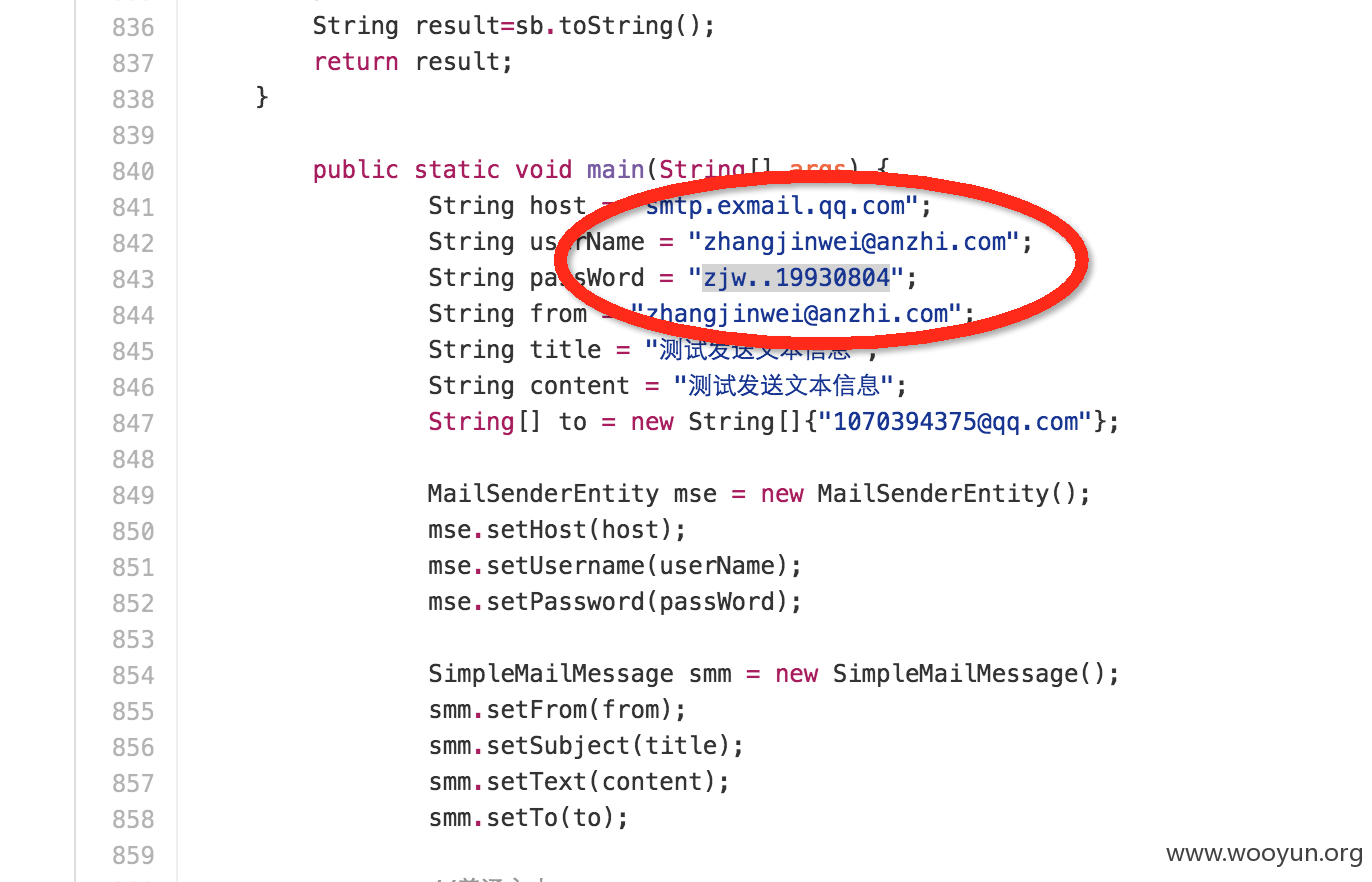 836 String result=sb.toString();
837 return result;
838 }
839
840 public static void main(String[] args) {
841 String host = "smtp.exmail.qq.com";
842 String userName = "zhangjinwei@anzhi.com";
843 String passWord = "zjw..19930804";
844 String from = "zhangjinwei@anzhi.com";
845 String title = "测试发送文本信息";
846 String content = "测试发送文本信息";
847 String[] to = new String[]{"1070394375@qq.com"};
848
849 MailSenderEntity mse = new MailSenderEntity();
850 mse.setHost(host);
851 mse.setUsername(userName);
852 mse.setPassword(passWord);
853
854 SimpleMailMessage smm = new SimpleMailMessage();
855 smm.setFrom(from);
856 smm.setSubject(title);
857 smm.setText(content);
858 smm.setTo(to);
859
www.wooyun.org